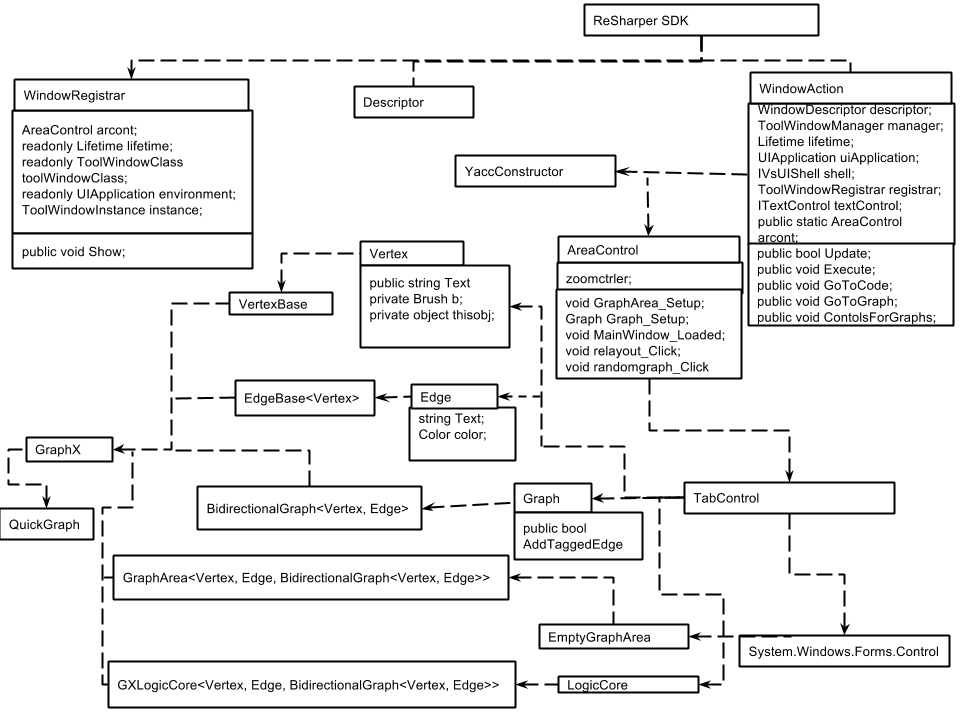 ReSharper SDK
WindowRegistrar
AreaControl arcont;
readonly Lifetime lifetime;
readonly ToolWindowClass
toolWindowClass;
readonly UIApplication environment;
ToolWindowInstance instance;
public void Show;
Descriptor
WindowAction
WindowDescriptor descriptor;
ToolWindowManager manager;
Lifetime lifetime;
UIApplication uiApplication;
IVsUIShell shell;
ToolWindowRegistrar registrar;
ITextControl textControl;
public static AreaControl
arcont;
public bool Update;
public void Execute;
public void GoToCode;
public void GoToGraph;
public void ContolsForGraphs;
YaccConstructor
AreaControl
zoomctrler;
void GraphArea_Setup;
Graph Graph_Setup;
void MainWindow_Loaded;
void relayout_Click;
void randomgraph_Click
Vertex
public string Text
private Brush b;
private object thisobj;
VertexBase
EdgeBase<Vertex>
Edge
string Text;
Color color;
GraphX
QuickGraph
BidirectionalGraph<Vertex, Edge>
Graph
public bool
AddTaggedEdge
TabControl
GraphArea<Vertex, Edge, BidirectionalGraph<Vertex, Edge>>
EmptyGraphArea
System.Windows.Forms.Control
GXLogicCore<Vertex, Edge, BidirectionalGraph<Vertex, Edge>>
LogicCore